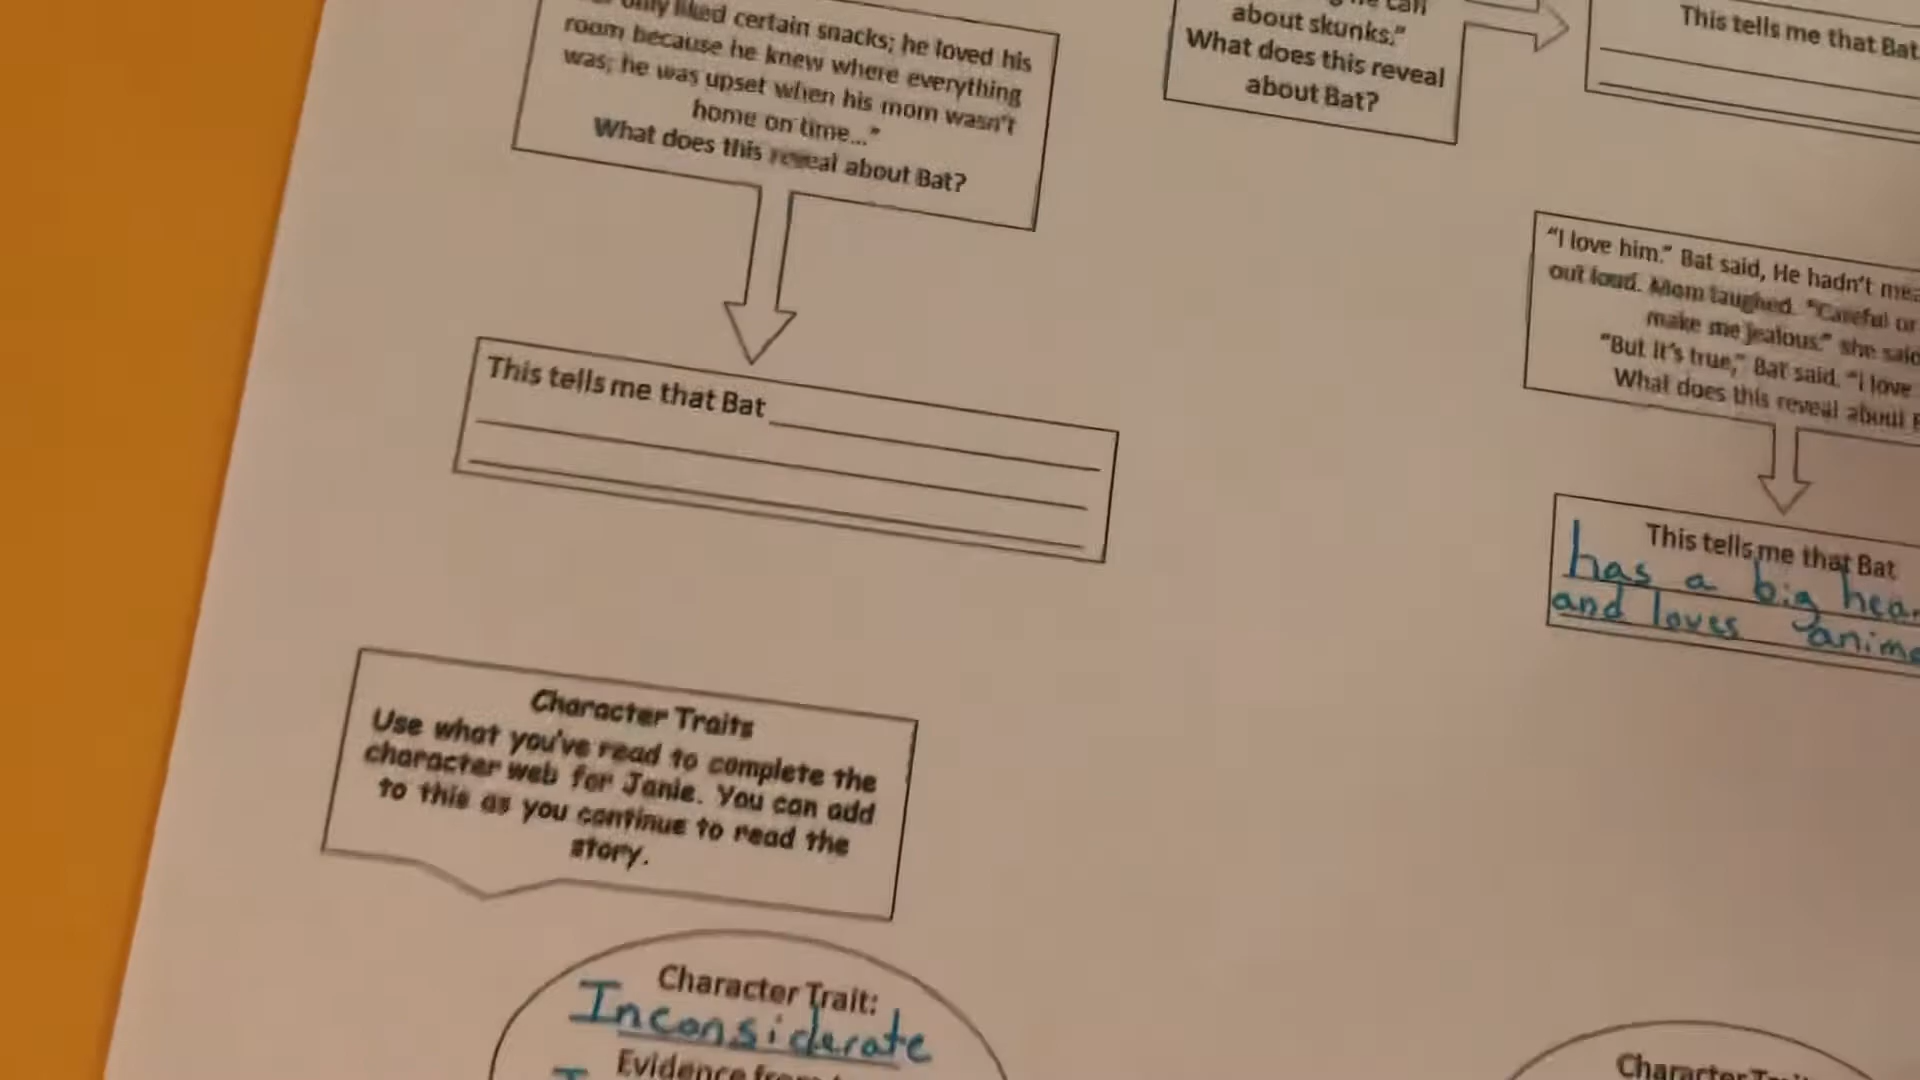 only liked certain snacks; he loved his
room because he knew where everything
was; he was upset when his mom wasn't
home on time..."
What does this reveal about Bat?
This tells me that Bat
can
about skunks."
What does this reveal
about Bat?
This tells me that Bat
"I love him." Bat said, He hadn't
out loud. Mom laughed. "Careful or
make me jealous." she said
"But it's true," Bat said. "I love
What does this reveal about
This tells me that Bat
has a big
and loves
Character Traits
Use what you've read to complete the
character web for Janie. You can add
to this as you continue to read the
story.
Character Trait:
Inconsiderate
Evidence
Character